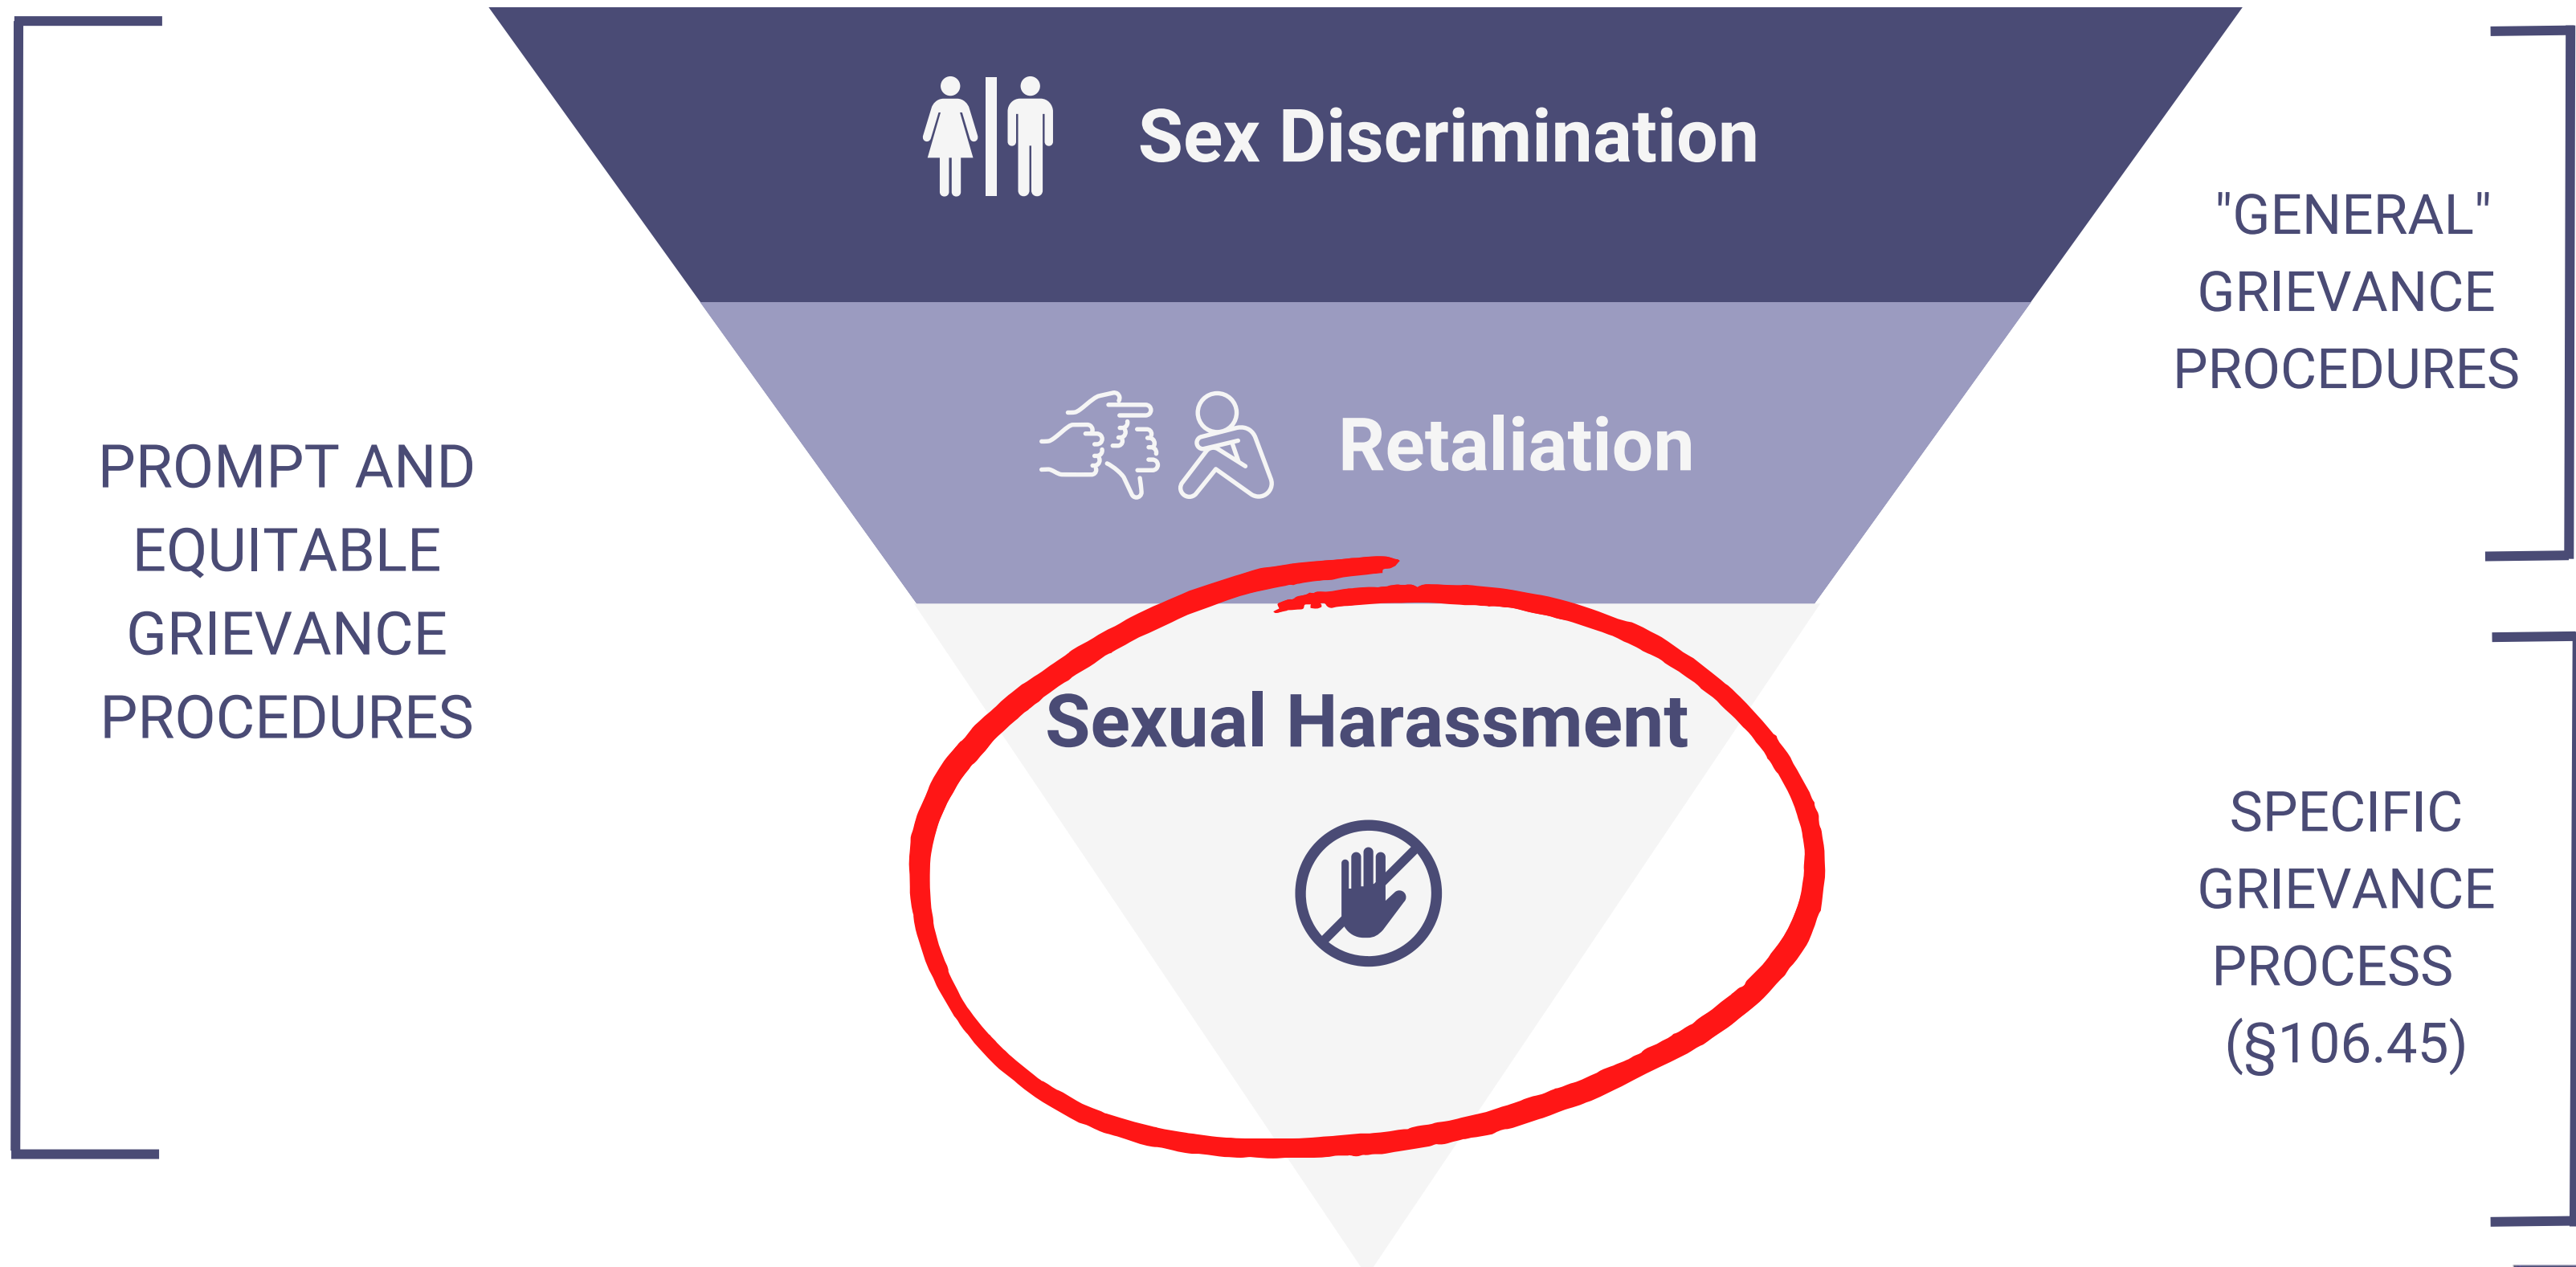 Sex Discrimination
"GENERAL"
GRIEVANCE
PROCEDURES
Retaliation
PROMPT AND
EQUITABLE
GRIEVANCE
PROCEDURES
Sexual Harassment
SPECIFIC
GRIEVANCE
PROCESS
(§106.45)